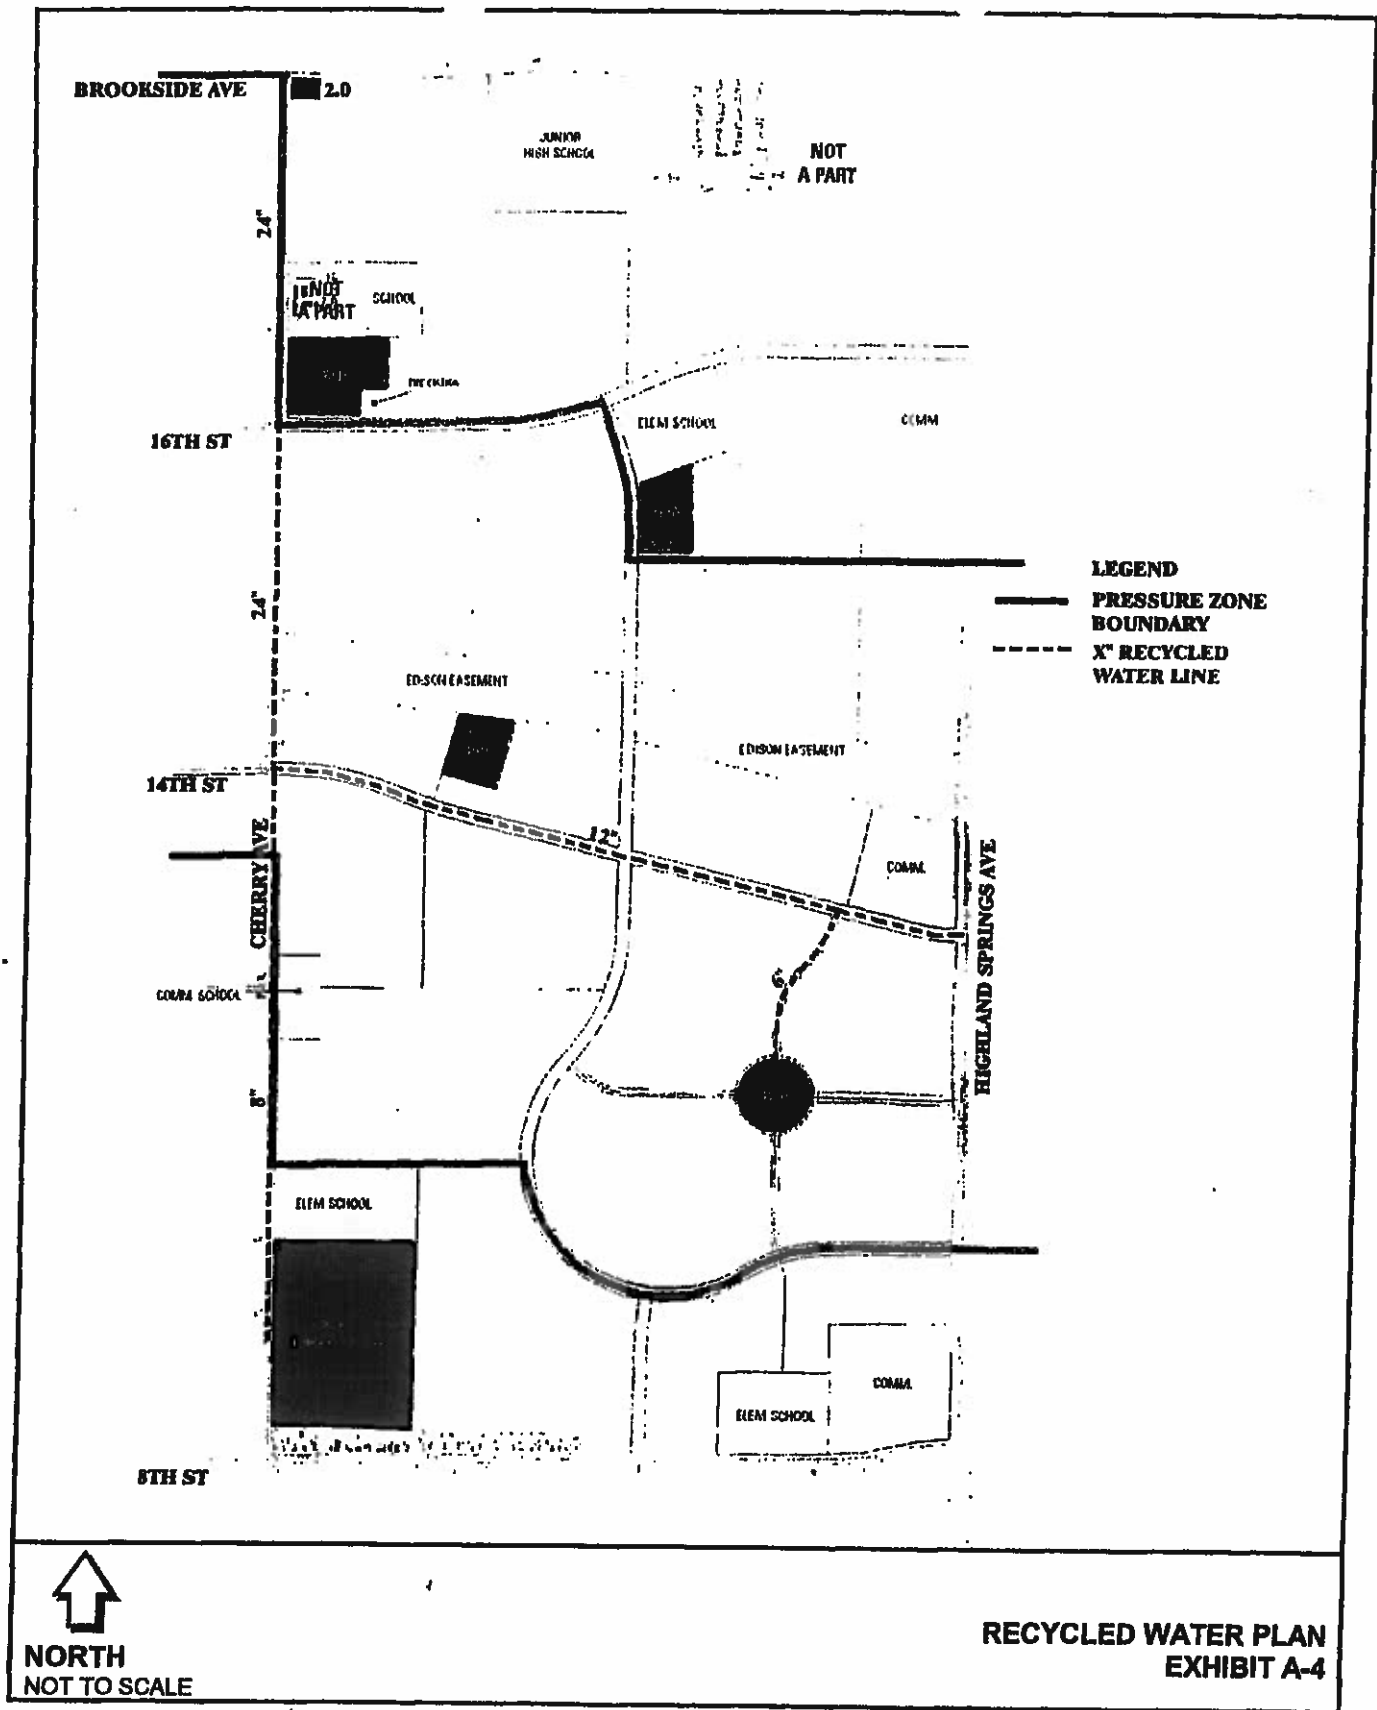 BROOKSIDE AVE
2.0
JUNIOR
HIGH SCHOOL
NOT
A PART
24"
NOT
A PART
SCHOOL
16TH ST
ELEM SCHOOL
COMM
LEGEND
PRESSURE ZONE
BOUNDARY
X" RECYCLED
WATER LINE
24"
EDISON EASEMENT
EDISON EASEMENT
14TH ST
12"
CHERRY AVE
COMM.
HIGHLAND SPRINGS AVE
6"
COMM. SCHOOL
8"
ELEM SCHOOL
COMM.
ELEM SCHOOL
8TH ST
NORTH
NOT TO SCALE
RECYCLED WATER PLAN
EXHIBIT A-4